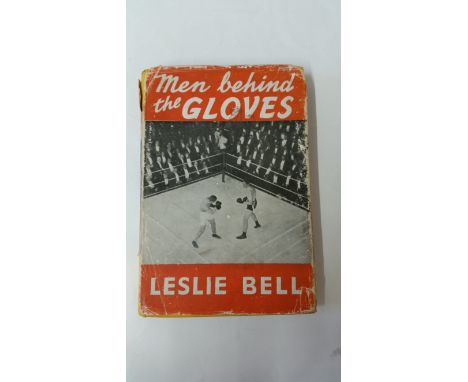 Men behind
the GLOVES
LESLIE BELL